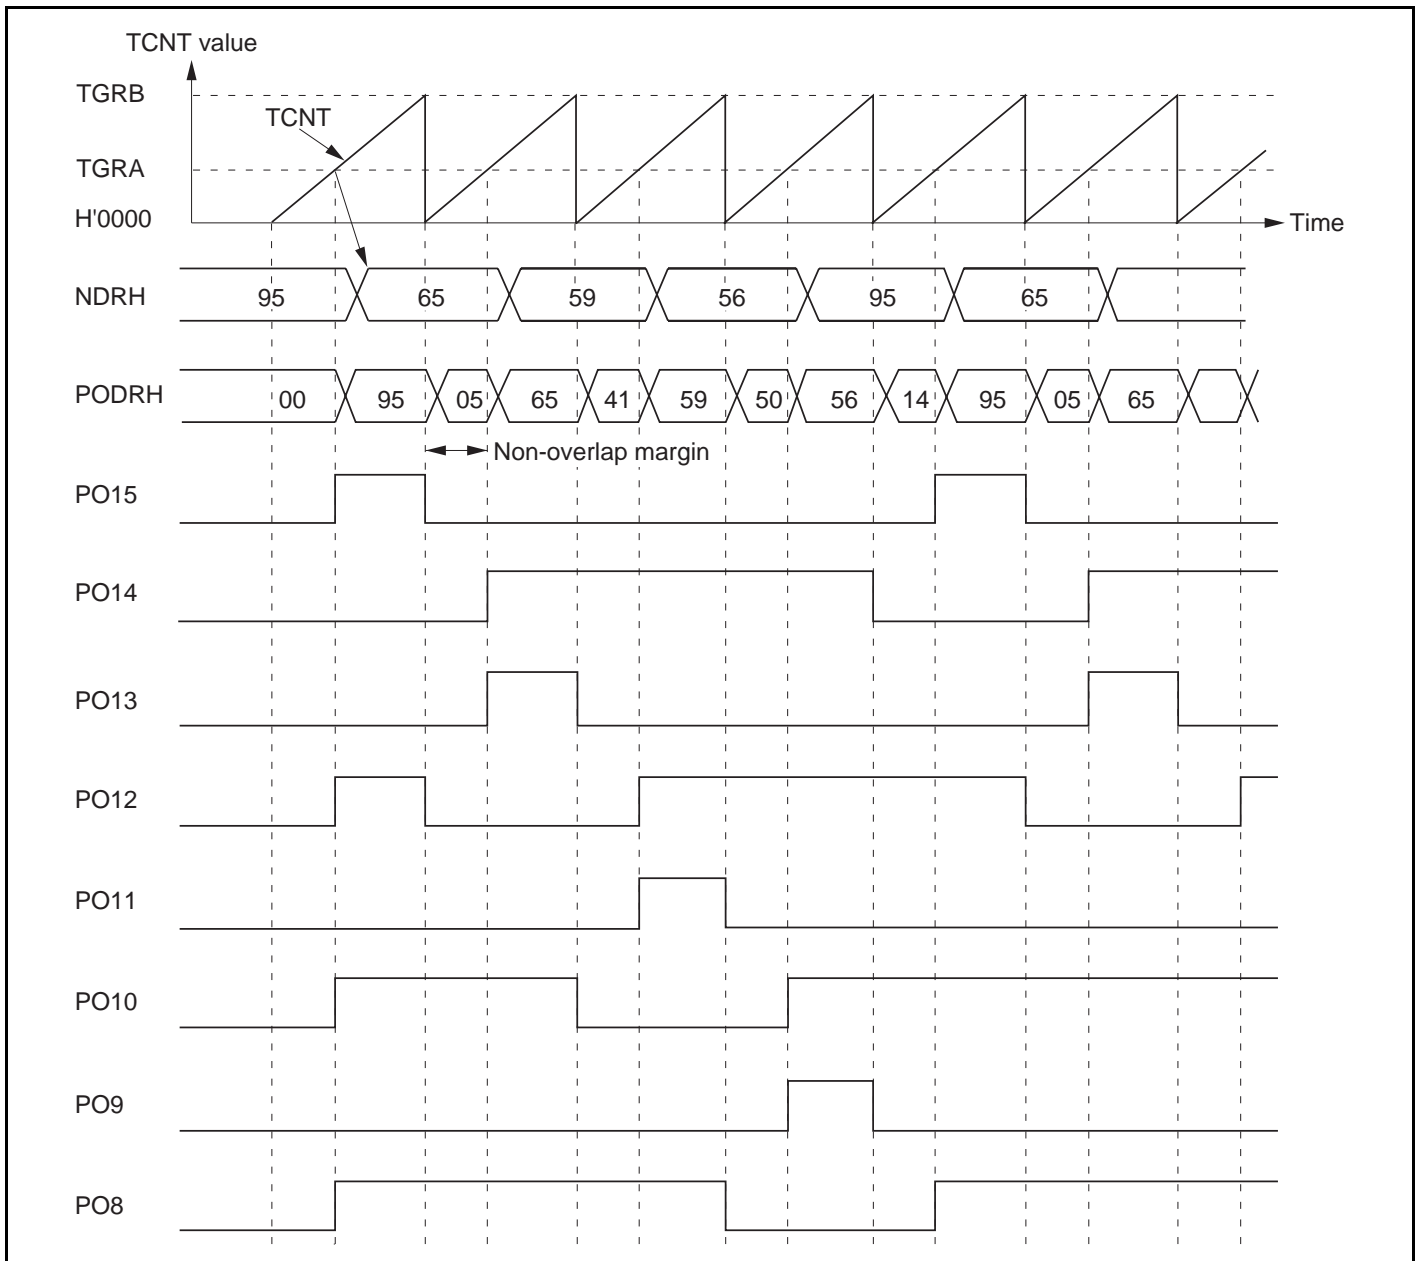 TCNT value
TGRB
TCNT
TGRA
H'0000
Time
NDRH 95 65 59 56 95 65
PODRH 00 95 05 65 41 59 50 56 14 95 05 65
Non-overlap margin
PO15
PO14
PO13
PO12
PO11
PO10
PO9
PO8